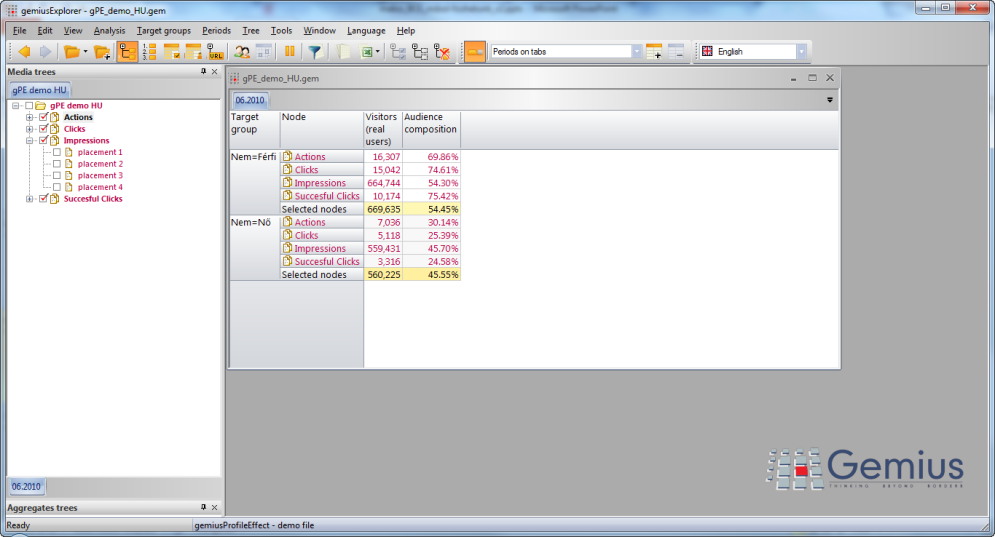 gemiusExplorer - gPE_demo_HU.gem
File Edit View Analysis Target groups Periods Tree Tools Window Language Help
Periods on tabs English
Media trees
gPE demo HU
gPE demo HU
Actions
Clicks
Impressions
placement 1
placement 2
placement 3
placement 4
Succesful Clicks
06.2010
Aggregates trees
gPE_demo_HU.gem
06.2010
Target group Node Visitors (real users) Audience composition
Nem=Férfi Actions 16,307 69.86%
Clicks 15,042 74.61%
Impressions 664,744 54.30%
Succesful Clicks 10,174 75.42%
Selected nodes 669,635 54.45%
Nem=Nő Actions 7,036 30.14%
Clicks 5,118 25.39%
Impressions 559,431 45.70%
Succesful Clicks 3,316 24.58%
Selected nodes 560,225 45.55%
Gemius
THINKING BEYOND BORDERS
Ready gemiusProfileEffect - demo file